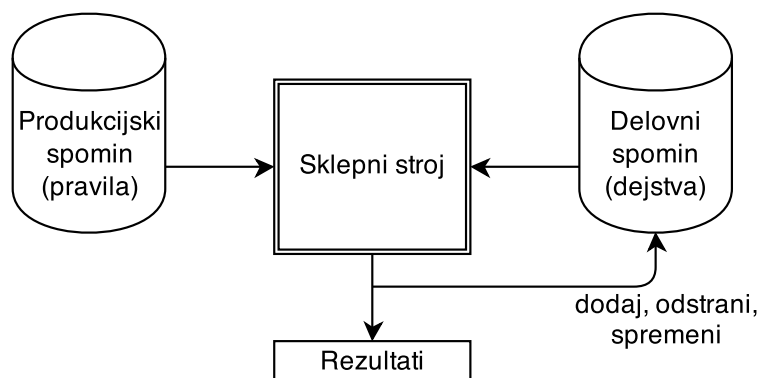 Produkcijski
spomin
(pravila)
Sklepni stroj
Delovni
spomin
(dejstva)
dodaj, odstrani,
spremeni
Rezultati